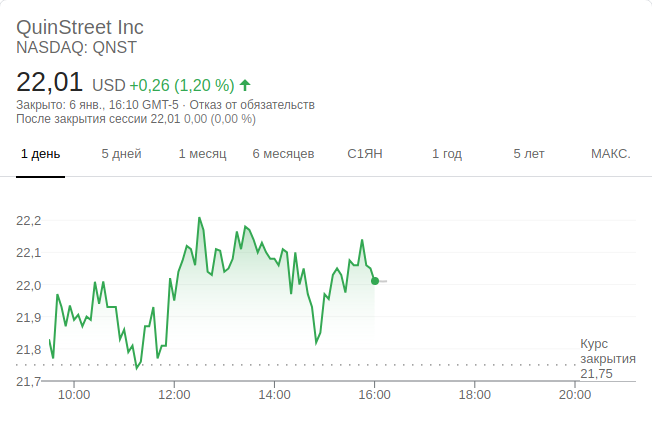 QuinStreet Inc
NASDAQ: QNST
22,01 USD +0,26 (1,20 %)
Закрыто: 6 янв., 16:10 GMT-5 · Отказ от обязательств
После закрытия сессии 22,01 0,00 (0,00 %)
1 день 5 дней 1 месяц 6 месяцев С1ЯН 1 год 5 лет МАКС.
22,2
22,1
22,0
21,9
21,8
21,7
Курс
закрытия
21,75
10:00 12:00 14:00 16:00 18:00 20:00